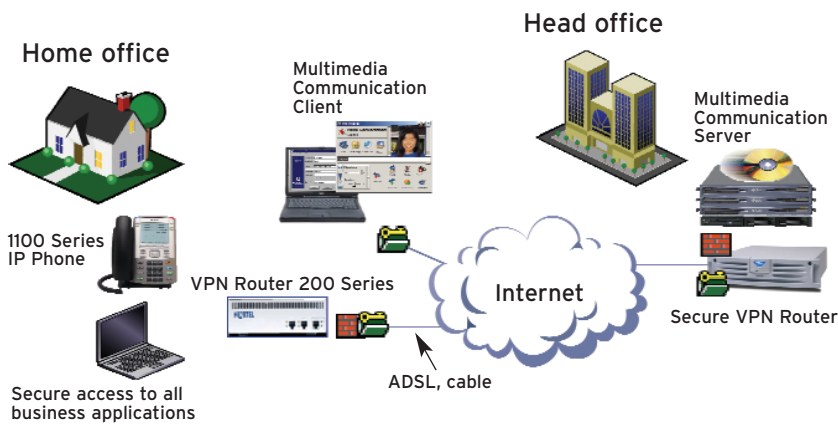 Home office
Head office
Multimedia
Communication
Client
Multimedia
Communication
Server
1100 Series
IP Phone
VPN Router 200 Series
NORTEL
Internet
Secure VPN Router
ADSL, cable
Secure access to all
business applications